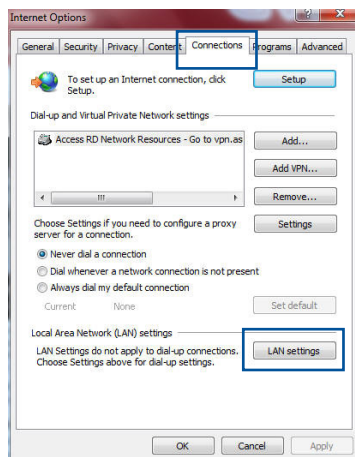 Internet Options
General Security Privacy Content Connections Programs Advanced
To set up an Internet connection, click Setup.
Setup
Dial-up and Virtual Private Network settings
Access RD Network Resources - Go to vpn.as
Add...
Add VPN...
Remove...
Choose Settings if you need to configure a proxy
server for a connection.
Settings
Never dial a connection
Dial whenever a network connection is not present
Always dial my default connection
Current None
Set default
Local Area Network (LAN) settings
LAN Settings do not apply to dial-up connections.
Choose Settings above for dial-up settings.
LAN settings
OK Cancel Apply